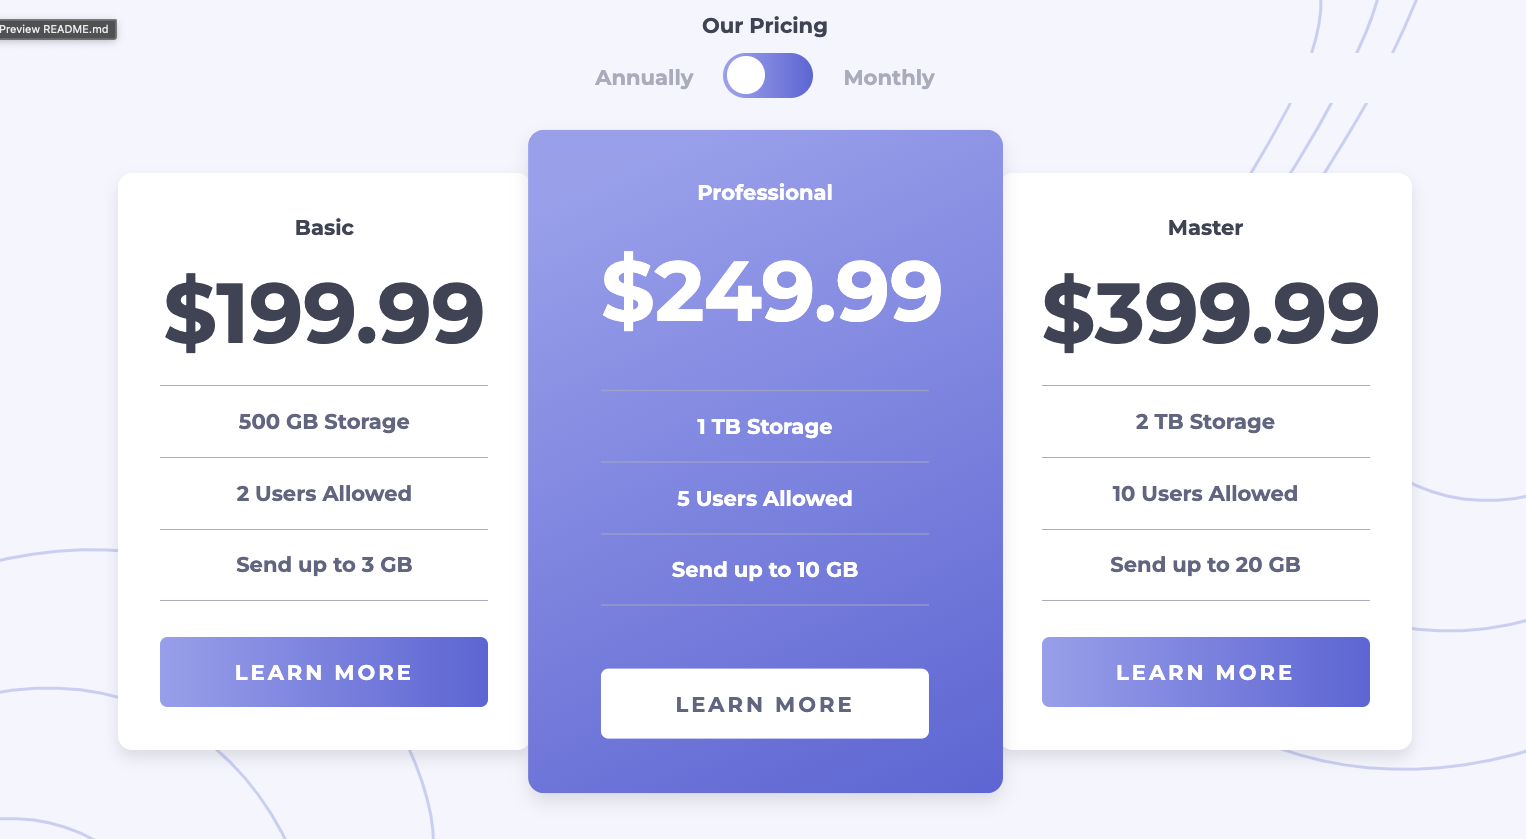 Preview README.md
Our Pricing
Annually
Monthly
Basic
$199.99
500 GB Storage
2 Users Allowed
Send up to 3 GB
LEARN MORE
Professional
$249.99
1 TB Storage
5 Users Allowed
Send up to 10 GB
LEARN MORE
Master
$399.99
2 TB Storage
10 Users Allowed
Send up to 20 GB
LEARN MORE